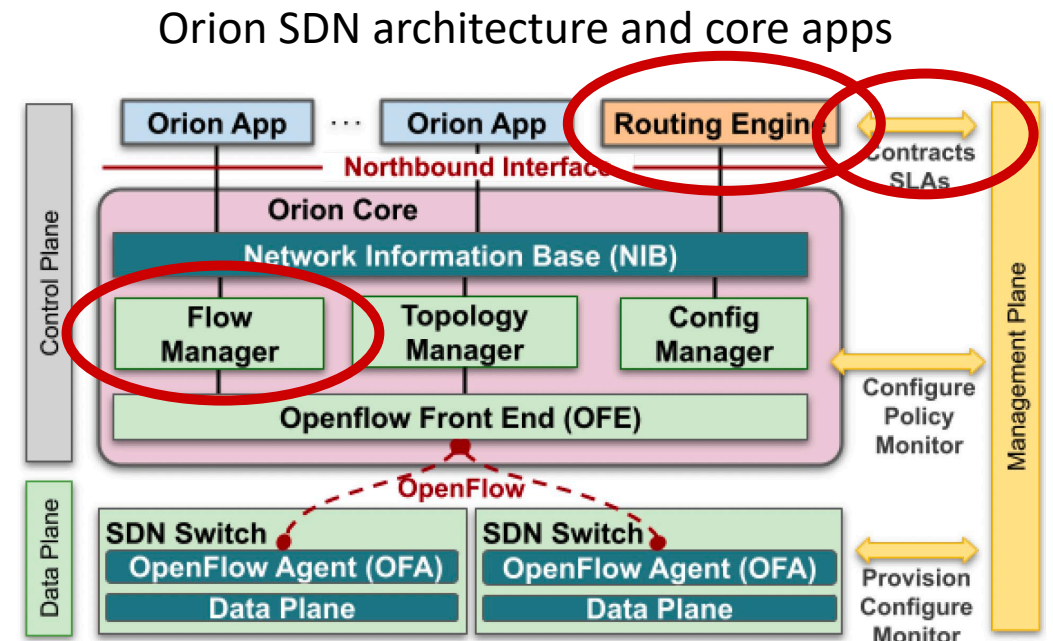 Orion SDN architecture and core apps
Orion App ... Orion App Routing Engine
Contracts
SLAs
Northbound Interface
Orion Core
Network Information Base (NIB)
Flow
Manager
Topology
Manager
Config
Manager
Openflow Front End (OFE)
Configure
Policy
Monitor
OpenFlow
SDN Switch
OpenFlow Agent (OFA)
Data Plane
SDN Switch
OpenFlow Agent (OFA)
Data Plane
Provision
Configure
Monitor
Control Plane
Data Plane
Management Plane